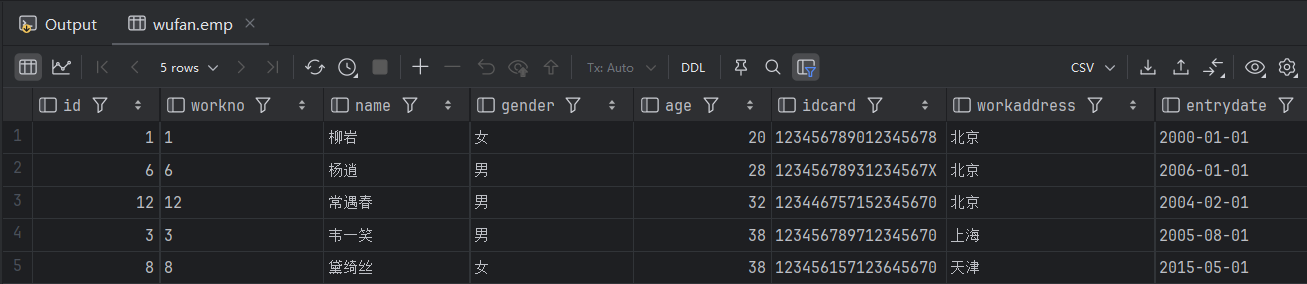 Output wufan.emp
5 rows Tx: Auto DDL CSV
id workno name gender age idcard workaddress entrydate
1 1 1 柳岩 女 20 123456789012345678 北京 2000-01-01
2 6 6 杨逍 男 28 12345678931234567X 北京 2006-01-01
3 12 12 常遇春 男 32 123446757152345670 北京 2004-02-01
4 3 3 韦一笑 男 38 123456789712345670 上海 2005-08-01
5 8 8 黛绮丝 女 38 123456157123645670 天津 2015-05-01